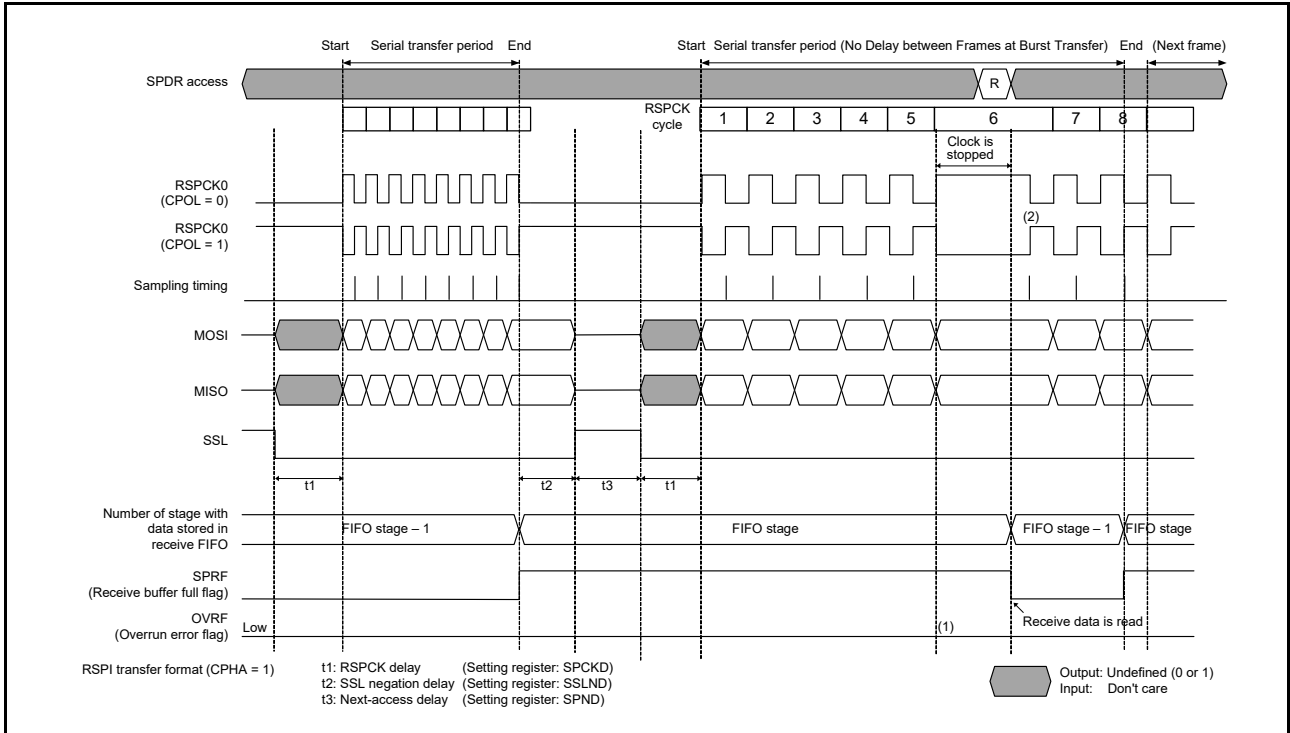 Start Serial transfer period End
Start Serial transfer period (No Delay between Frames at Burst Transfer) End (Next frame)
SPDR access
R
RSPCK
cycle
1 2 3 4 5 6 7 8
Clock is
stopped
RSPCK0
(CPOL = 0)
(2)
RSPCK0
(CPOL = 1)
Sampling timing
MOSI
MISO
SSL
t1 t2 t3 t1
Number of stage with
data stored in
receive FIFO
FIFO stage – 1 FIFO stage FIFO stage – 1 FIFO stage
SPRF
(Receive buffer full flag)
Receive data is read
OVRF
(Overrun error flag)
Low
(1)
RSPI transfer format (CPHA = 1)
t1: RSPCK delay (Setting register: SPCKD)
t2: SSL negation delay (Setting register: SSLND)
t3: Next-access delay (Setting register: SPND)
Output: Undefined (0 or 1)
Input: Don't care